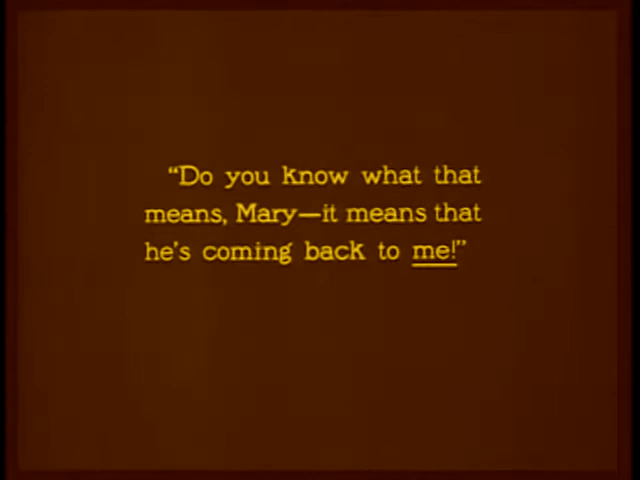 “Do you know what that
means, Mary—it means that
he's coming back to me!”